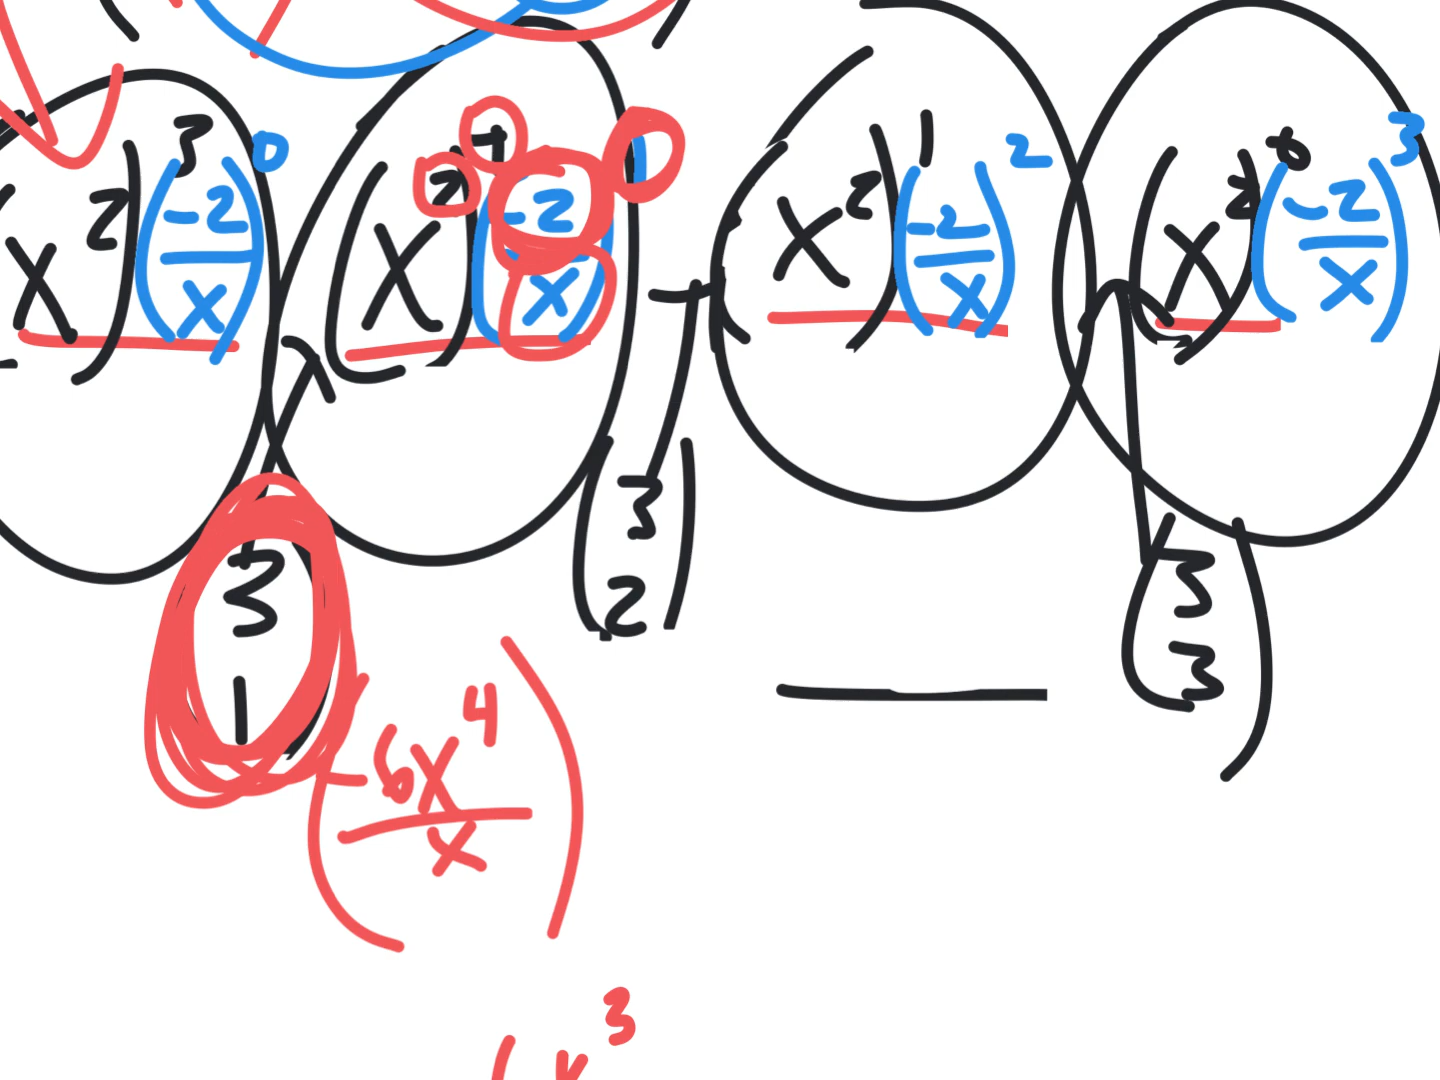 x²)³(-2/x)⁰ (x²)²(-2/x)¹ (x²)¹(-2/x)² (x²)⁰(-2/x)³
(3 2)
3 1)
(3 3)
(-6x⁴/x)
(x³